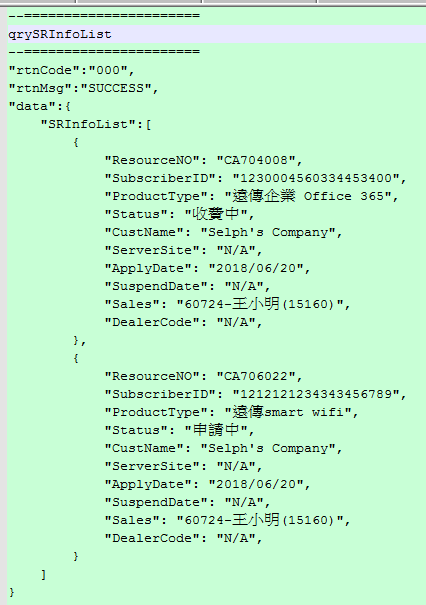 --======================
qrySRInfoList
--======================
"rtnCode":"000",
"rtnMsg":"SUCCESS",
"data":{
    "SRInfoList":[
        {
            "ResourceNO": "CA704008",
            "SubscriberID": "1230004560334453400",
            "ProductType": "遠傳企業 Office 365",
            "Status": "收費中",
            "CustName": "Selph's Company",
            "ServerSite": "N/A",
            "ApplyDate": "2018/06/20",
            "SuspendDate": "N/A",
            "Sales": "60724-王小明(15160)",
            "DealerCode": "N/A",
        },
        {
            "ResourceNO": "CA706022",
            "SubscriberID": "1212121234343456789",
            "ProductType": "遠傳smart wifi",
            "Status": "申請中",
            "CustName": "Selph's Company",
            "ServerSite": "N/A",
            "ApplyDate": "2018/06/20",
            "SuspendDate": "N/A",
            "Sales": "60724-王小明(15160)",
            "DealerCode": "N/A",
        }
    ]
}